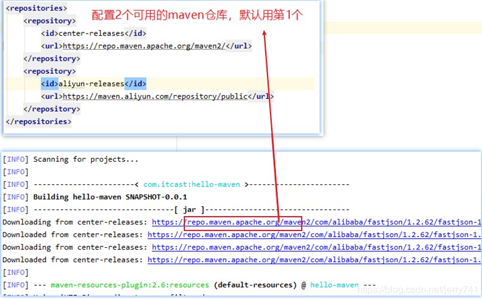 <repositories>
配置2个可用的maven仓库，默认用第1个
<repository>
<id>center-releases</id>
<url>https://repo.maven.apache.org/maven2/</url>
</repository>
<repository>
<id>aliyun-releases</id>
<url>https://maven.aliyun.com/repository/public</url>
</repository>
</repositories>
[INFO] Scanning for projects...
[INFO]
[INFO] ------------------< com.itcast:hello-maven >-----------------------
[INFO] Building hello-maven SNAPSHOT-0.0.1
[INFO] --------------------------------[ jar ]---------------------------------
Downloading from center-releases: https://repo.maven.apache.org/maven2/com/alibaba/fastjson/1.2.62/fastjson-1
Downloaded from center-releases: https://repo.maven.apache.org/maven2/com/alibaba/fastjson/1.2.62/fastjson-1.
Downloading from center-releases: https://repo.maven.apache.org/maven2/com/alibaba/fastjson/1.2.62/fastjson-1
Downloaded from center-releases: https://repo.maven.apache.org/maven2/com/alibaba/fastjson/1.2.62/fastjson-1.
[INFO]
[INFO] --- maven-resources-plugin:2.6:resources (default-resources) @ hello-maven ---